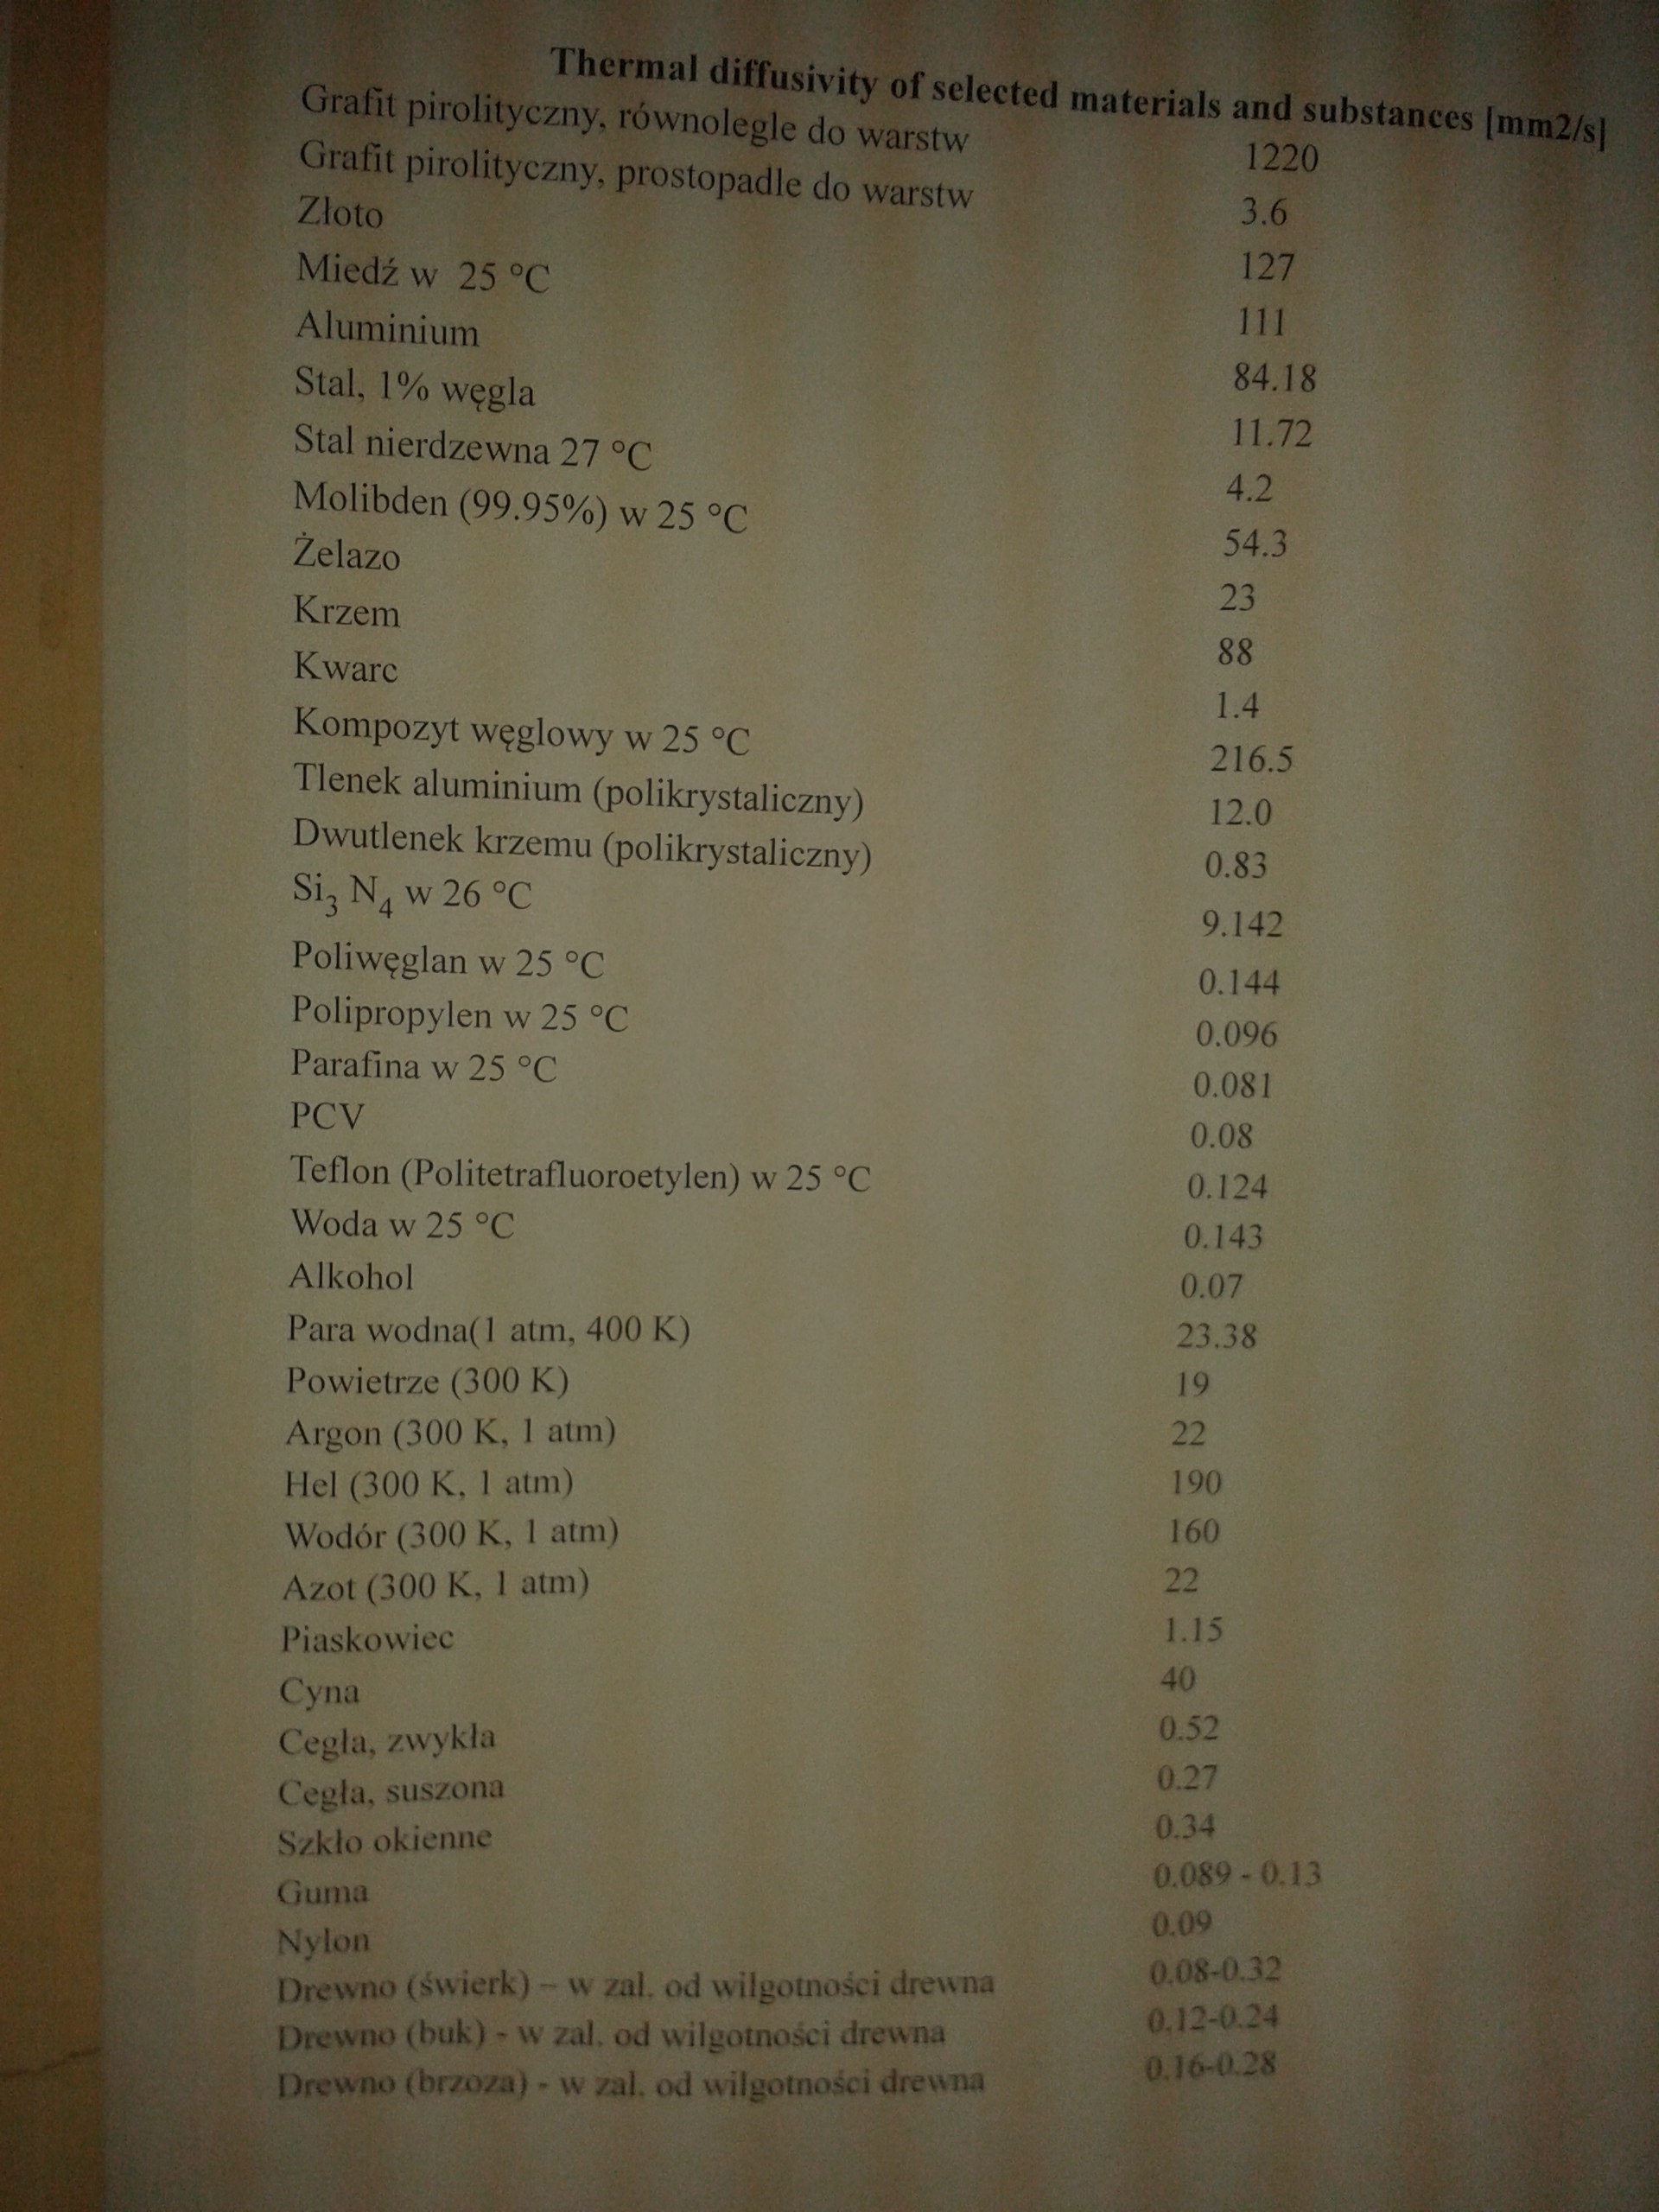 Thermal diffusivity of selected materials and substances [mm2/s]
Grafit pirolityczny, równolegle do warstw 1220
Grafit pirolityczny, prostopadle do warstw 3.6
Złoto 127
Miedź w 25 °C 111
Aluminium 84.18
Stal, 1% węgla 11.72
Stal nierdzewna 27 °C 4.2
Molibden (99.95%) w 25 °C 54.3
Żelazo 23
Krzem 88
Kwarc 1.4
Kompozyt węglowy w 25 °C 216.5
Tlenek aluminium (polikrystaliczny) 12.0
Dwutlenek krzemu (polikrystaliczny) 0.83
Si₃ N₄ w 26 °C 9.142
Poliwęglan w 25 °C 0.144
Polipropylen w 25 °C 0.096
Parafina w 25 °C 0.081
PCV 0.08
Teflon (Politetrafluoroetylen) w 25 °C 0.124
Woda w 25 °C 0.143
Alkohol 0.07
Para wodna(1 atm, 400 K) 23.38
Powietrze (300 K) 19
Argon (300 K, 1 atm) 22
Hel (300 K, 1 atm) 190
Wodór (300 K, 1 atm) 160
Azot (300 K, 1 atm) 22
Piaskowiec 1.15
Cyna 40
Cegła, zwykła 0.52
Cegła, suszona 0.27
Szkło okienne 0.34
Guma 0.089 - 0.13
Nylon 0.09
Drewno (świerk) – w zal. od wilgotności drewna 0.08-0.32
Drewno (buk) - w zal. od wilgotności drewna 0.12-0.24
Drewno (brzoza) - w zal. od wilgotności drewna 0.16-0.28